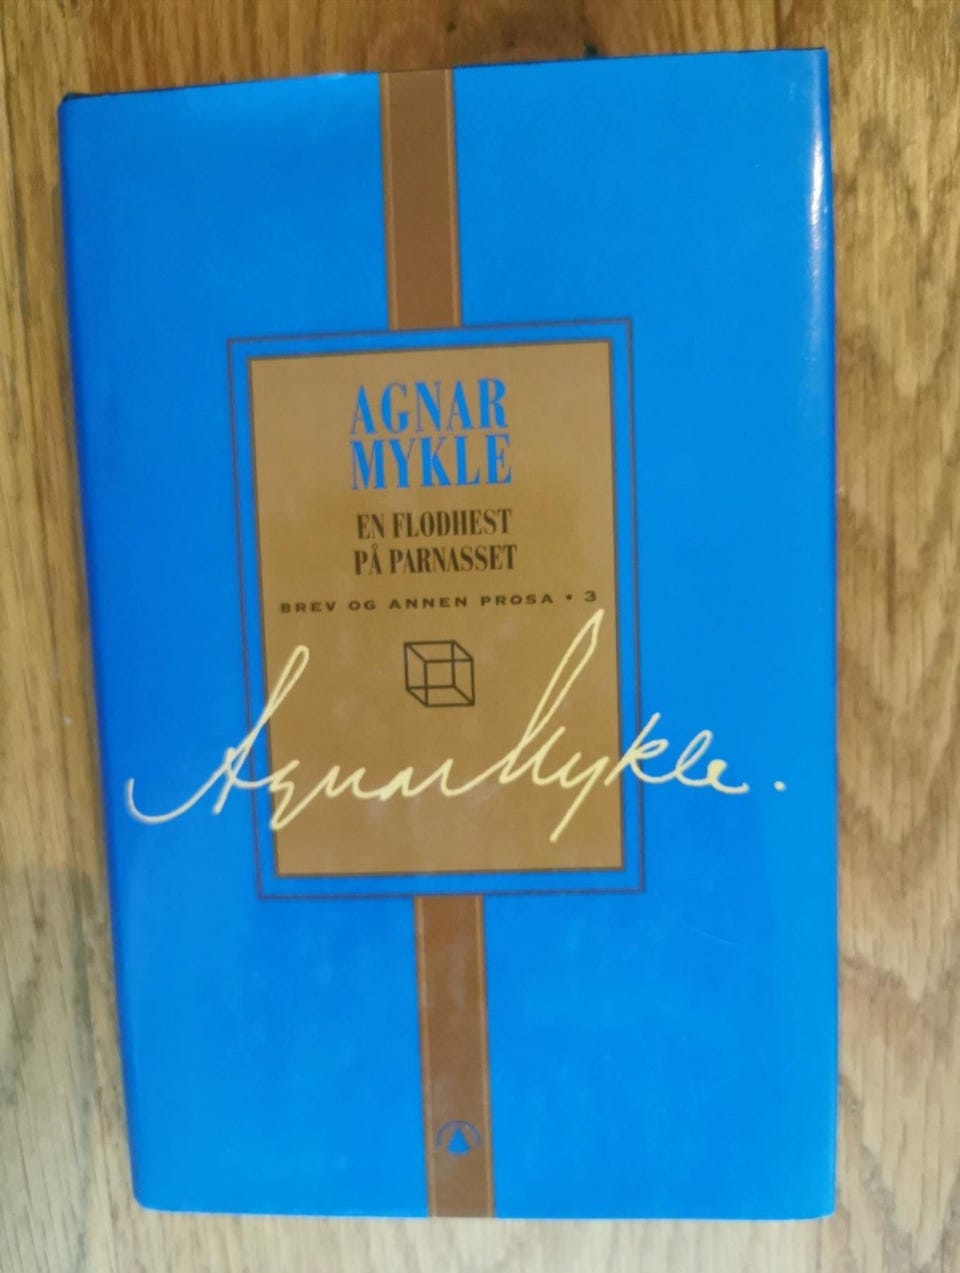 AGNAR
MYKLE
EN FLODHEST
PÅ PARNASSET
BREV OG ANNEN PROSA • 3
Agnar Mykle.